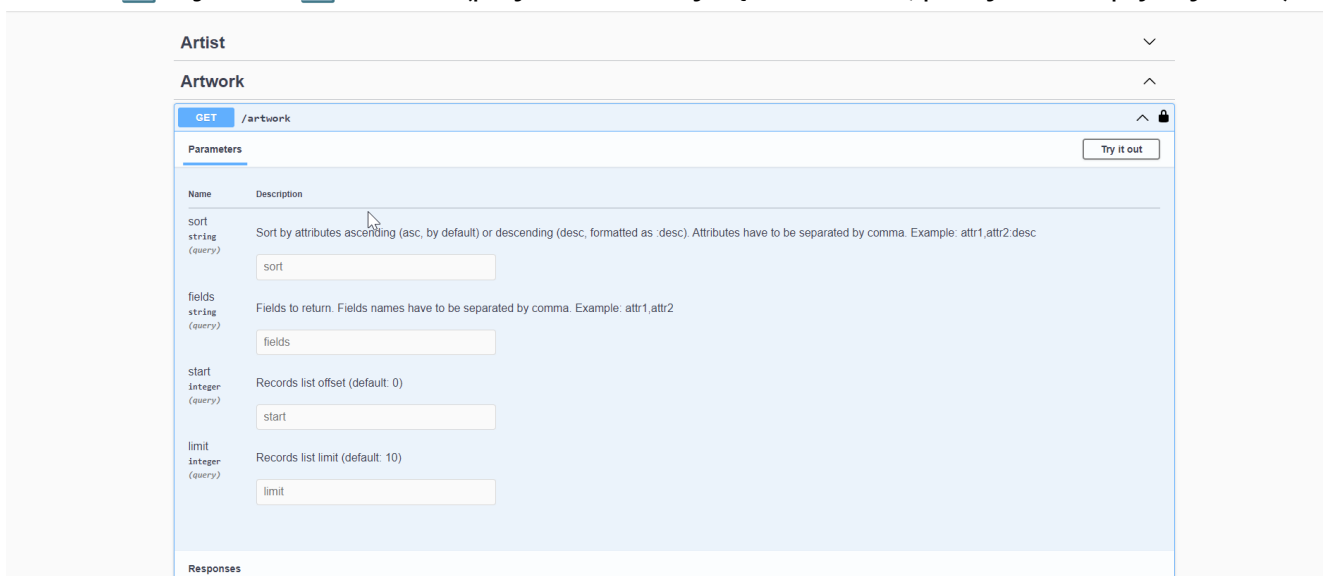 Artist
Artwork
GET /artwork
Parameters
Try it out
Name Description
sort
string
(query)
Sort by attributes ascending (asc, by default) or descending (desc, formatted as :desc). Attributes have to be separated by comma. Example: attr1,attr2:desc
sort
fields
string
(query)
Fields to return. Fields names have to be separated by comma. Example: attr1,attr2
fields
start
integer
(query)
Records list offset (default: 0)
start
limit
integer
(query)
Records list limit (default: 10)
limit
Responses